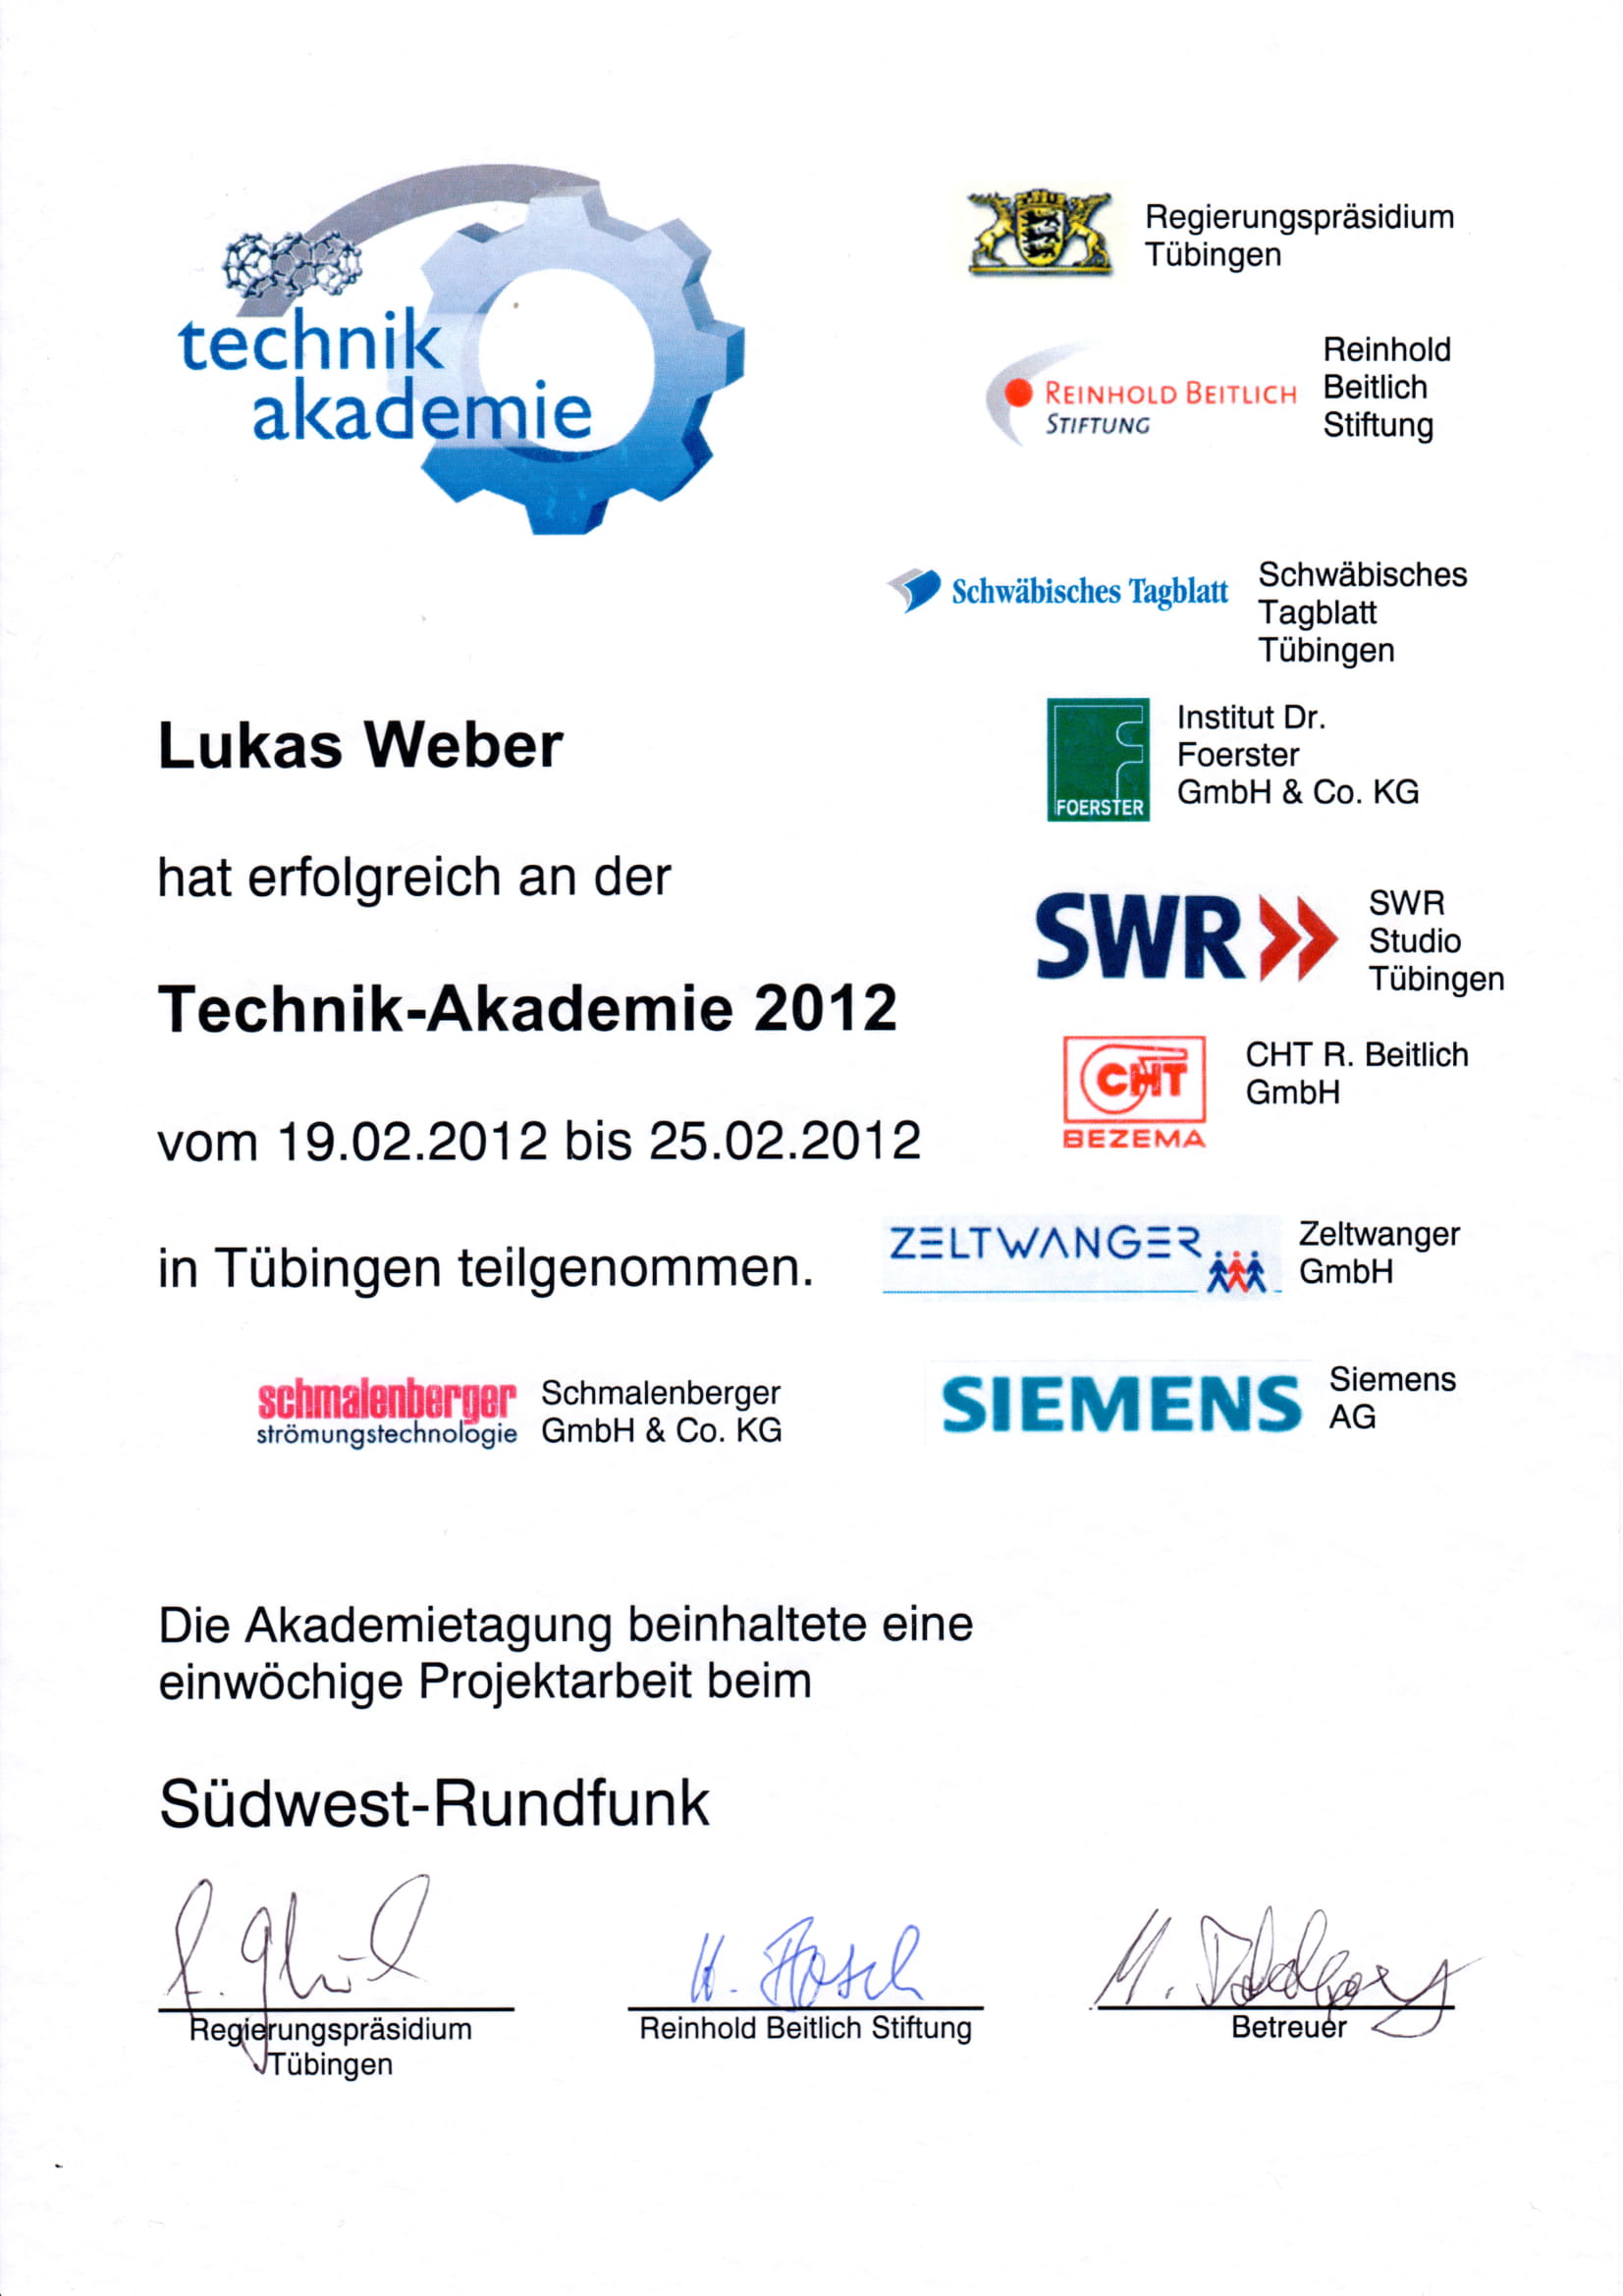 technik
akademie
Regierungspräsidium
Tübingen
REINHOLD BEITLICH
STIFTUNG
Reinhold
Beitlich
Stiftung
Schwäbisches Tagblatt
Schwäbisches
Tagblatt
Tübingen
Lukas Weber
FOERSTER
Institut Dr.
Foerster
GmbH & Co. KG
hat erfolgreich an der
SWR
SWR
Studio
Tübingen
Technik-Akademie 2012
CHT
BEZEMA
CHT R. Beitlich
GmbH
vom 19.02.2012 bis 25.02.2012
in Tübingen teilgenommen.
ZELTWANGER
Zeltwanger
GmbH
schmalenberger
strömungstechnologie
Schmalenberger
GmbH & Co. KG
SIEMENS
Siemens
AG
Die Akademietagung beinhaltete eine
einwöchige Projektarbeit beim
Südwest-Rundfunk
Regierungspräsidium
Tübingen
Reinhold Beitlich Stiftung
Betreuer